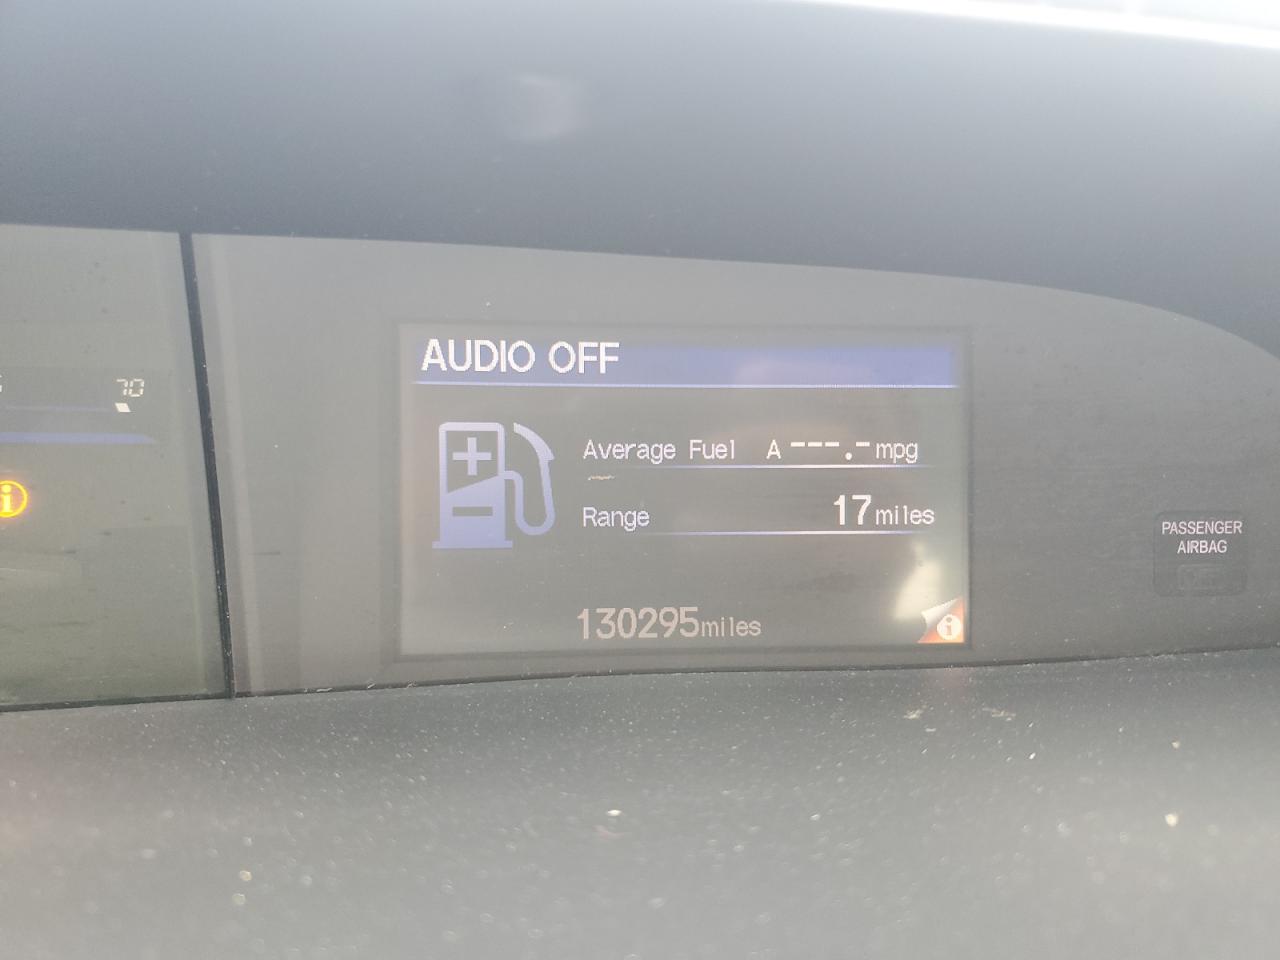 AUDIO OFF
70
Average Fuel A ---.- mpg
Range 17 miles
PASSENGER
AIRBAG
130295 miles